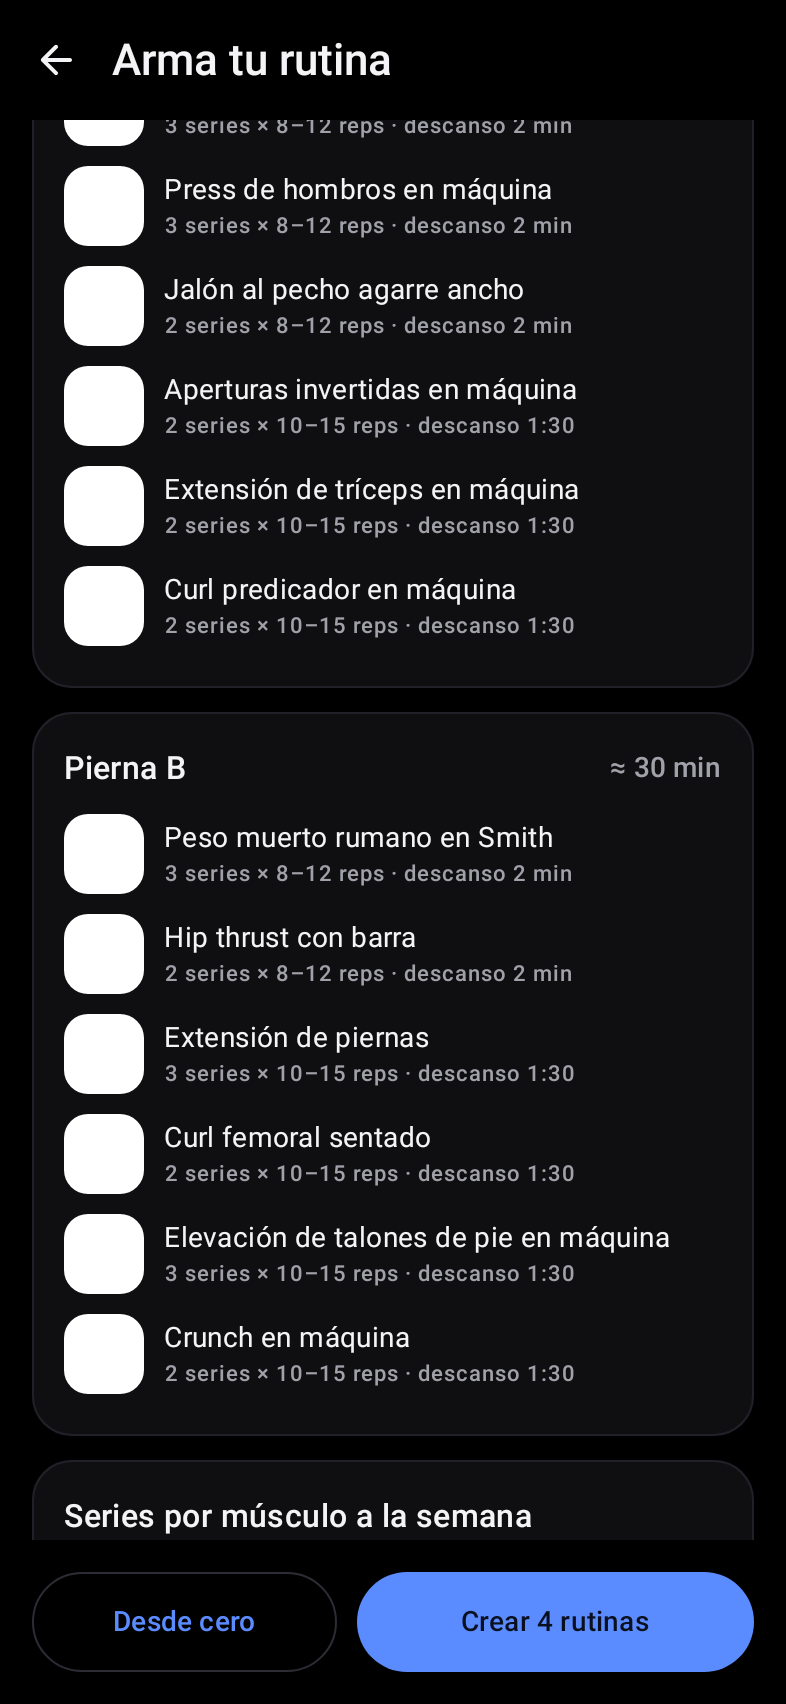 Arma tu rutina
3 series × 8–12 reps · descanso 2 min
Press de hombros en máquina
3 series × 8–12 reps · descanso 2 min
Jalón al pecho agarre ancho
2 series × 8–12 reps · descanso 2 min
Aperturas invertidas en máquina
2 series × 10–15 reps · descanso 1:30
Extensión de tríceps en máquina
2 series × 10–15 reps · descanso 1:30
Curl predicador en máquina
2 series × 10–15 reps · descanso 1:30
Pierna B ≈ 30 min
Peso muerto rumano en Smith
3 series × 8–12 reps · descanso 2 min
Hip thrust con barra
2 series × 8–12 reps · descanso 2 min
Extensión de piernas
3 series × 10–15 reps · descanso 1:30
Curl femoral sentado
2 series × 10–15 reps · descanso 1:30
Elevación de talones de pie en máquina
3 series × 10–15 reps · descanso 1:30
Crunch en máquina
2 series × 10–15 reps · descanso 1:30
Series por músculo a la semana
Desde cero
Crear 4 rutinas